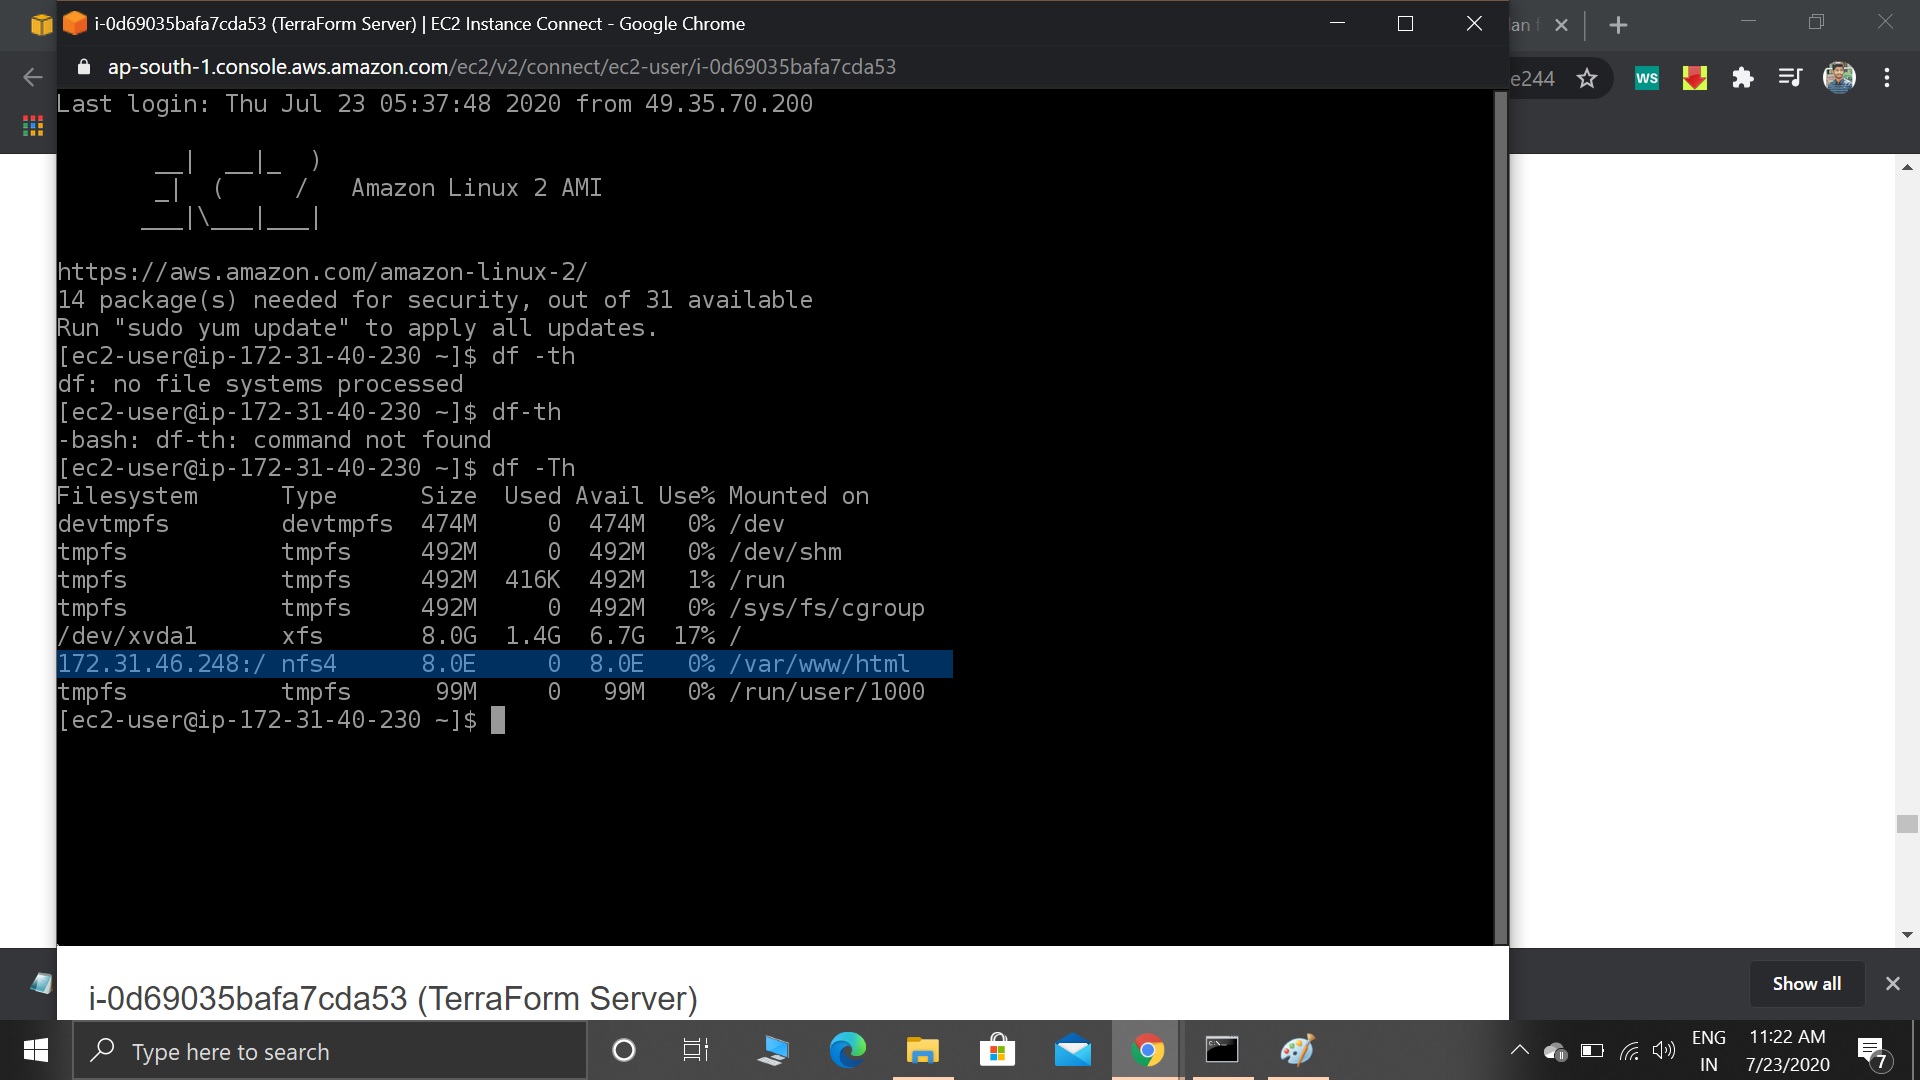 i-0d69035bafa7cda53 (TerraForm Server) | EC2 Instance Connect - Google Chrome
lan f
ap-south-1.console.aws.amazon.com/ec2/v2/connect/ec2-user/i-0d69035bafa7cda53
e244
WS
Last login: Thu Jul 23 05:37:48 2020 from 49.35.70.200
       __|  __|_  )
       _|  (     /   Amazon Linux 2 AMI
      ___|\___|___|
https://aws.amazon.com/amazon-linux-2/
14 package(s) needed for security, out of 31 available
Run "sudo yum update" to apply all updates.
[ec2-user@ip-172-31-40-230 ~]$ df -th
df: no file systems processed
[ec2-user@ip-172-31-40-230 ~]$ df-th
-bash: df-th: command not found
[ec2-user@ip-172-31-40-230 ~]$ df -Th
Filesystem      Type      Size  Used Avail Use% Mounted on
devtmpfs        devtmpfs  474M     0  474M   0% /dev
tmpfs           tmpfs     492M     0  492M   0% /dev/shm
tmpfs           tmpfs     492M  416K  492M   1% /run
tmpfs           tmpfs     492M     0  492M   0% /sys/fs/cgroup
/dev/xvda1      xfs       8.0G  1.4G  6.7G  17% /
172.31.46.248:/ nfs4      8.0E     0  8.0E   0% /var/www/html
tmpfs           tmpfs      99M     0   99M   0% /run/user/1000
[ec2-user@ip-172-31-40-230 ~]$
i-0d69035bafa7cda53 (TerraForm Server)
Show all
Type here to search
ENG
IN
11:22 AM
7/23/2020
7